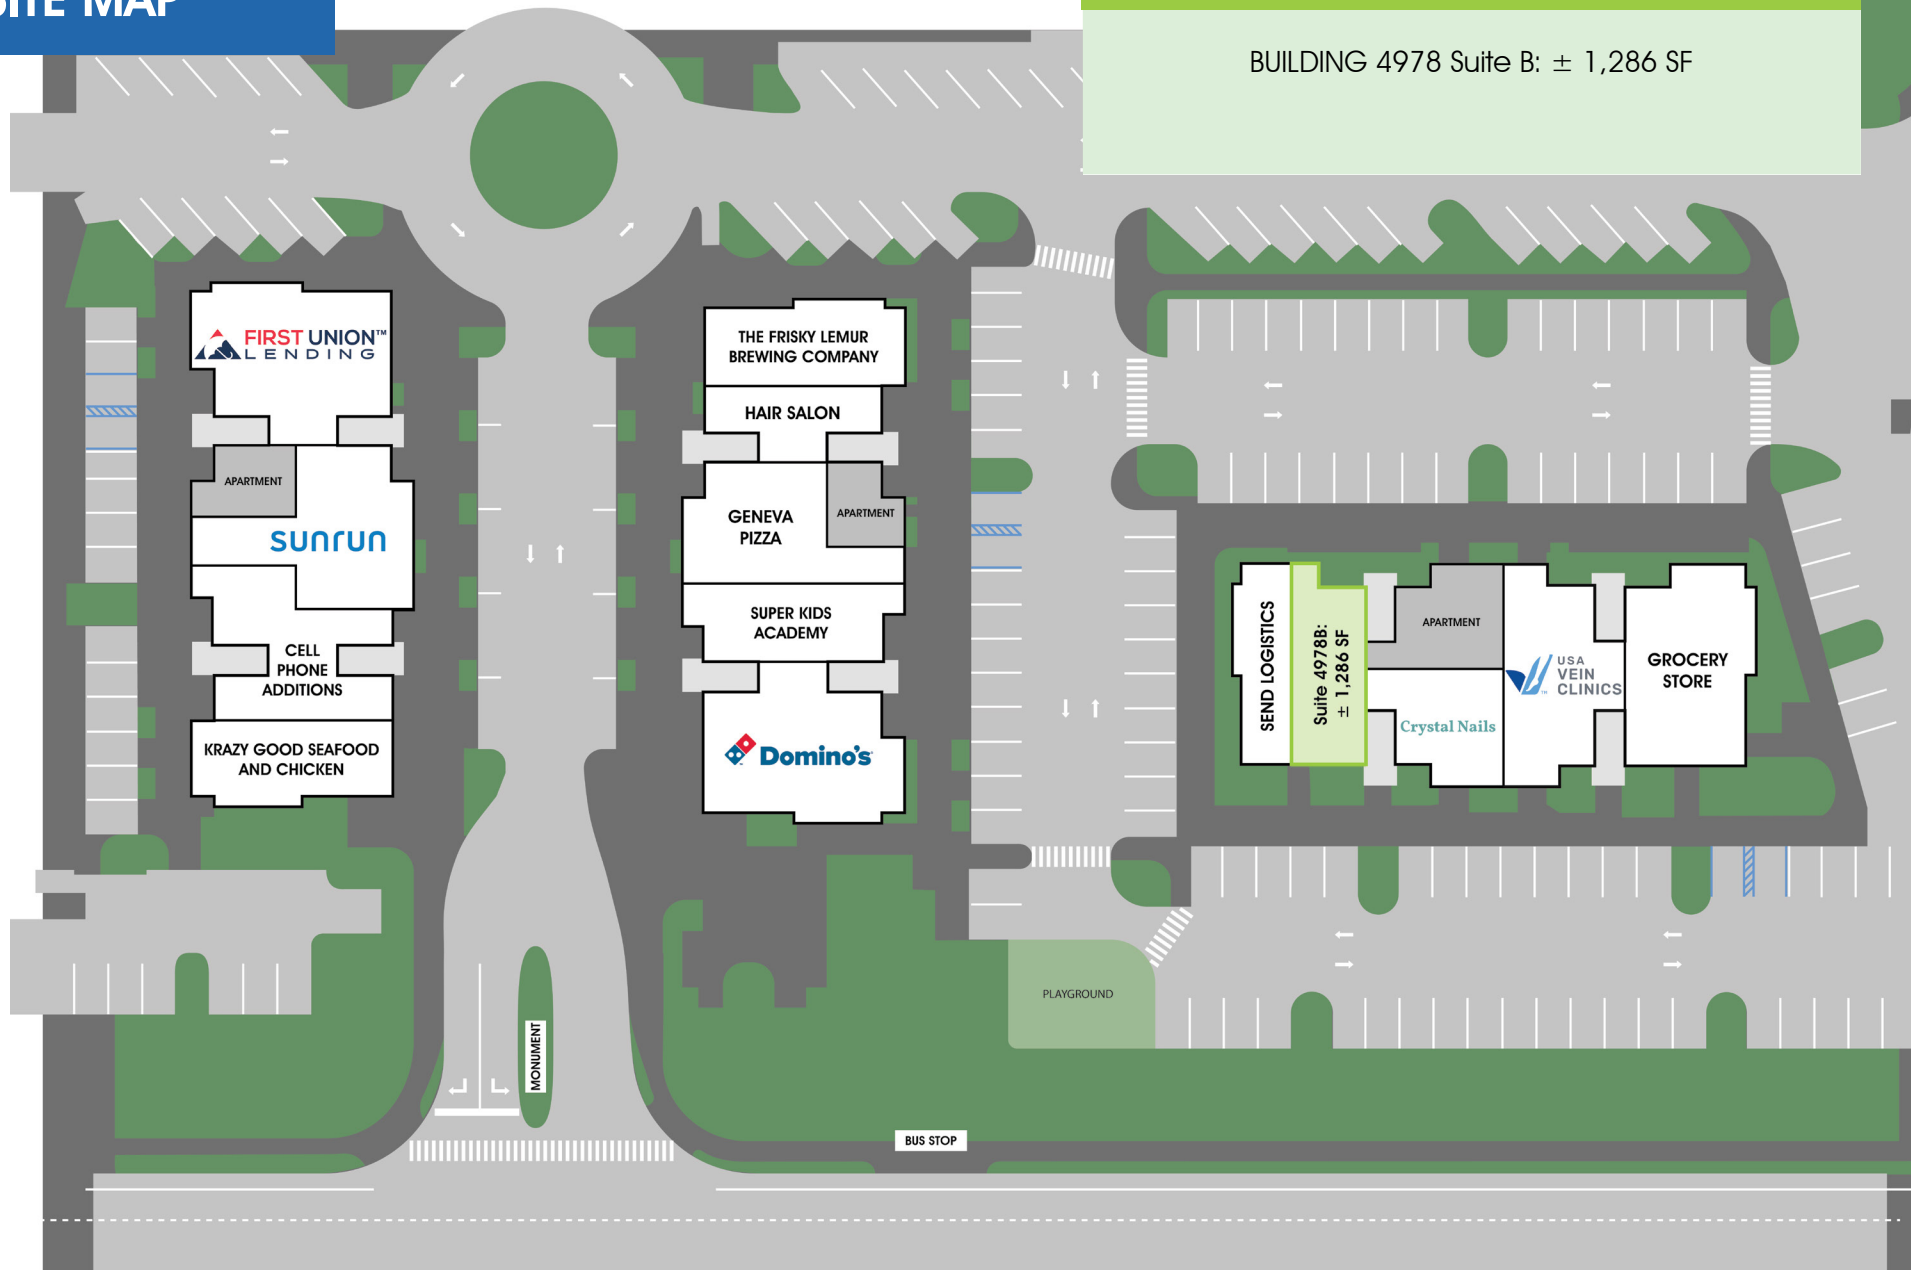 SITE MAP
BUILDING 4978 Suite B: ± 1,286 SF
FIRST UNION™
LENDING
APARTMENT
sunrun
CELL
PHONE
ADDITIONS
KRAZY GOOD SEAFOOD
AND CHICKEN
THE FRISKY LEMUR
BREWING COMPANY
HAIR SALON
GENEVA
PIZZA
APARTMENT
SUPER KIDS
ACADEMY
Domino's
SEND LOGISTICS
Suite 4978B:
± 1,286 SF
APARTMENT
Crystal Nails
USA
VEIN
CLINICS
GROCERY
STORE
PLAYGROUND
MONUMENT
BUS STOP